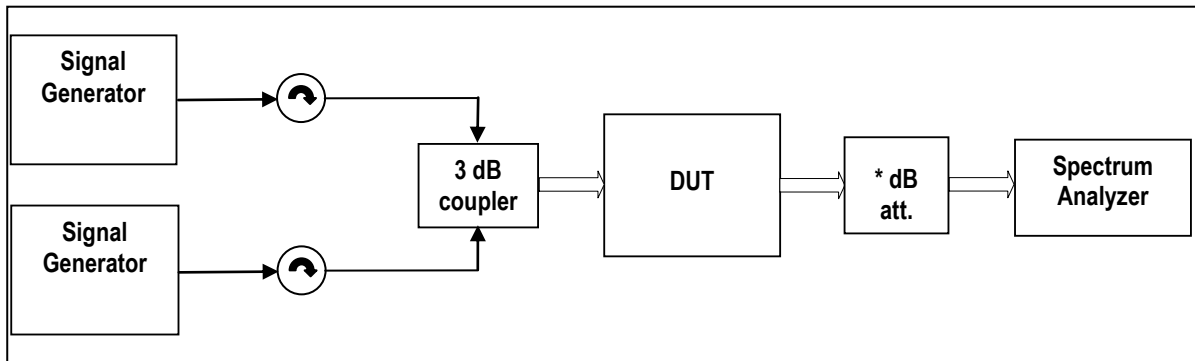 Signal
Generator
3 dB
coupler
DUT
* dB
att.
Spectrum
Analyzer
Signal
Generator